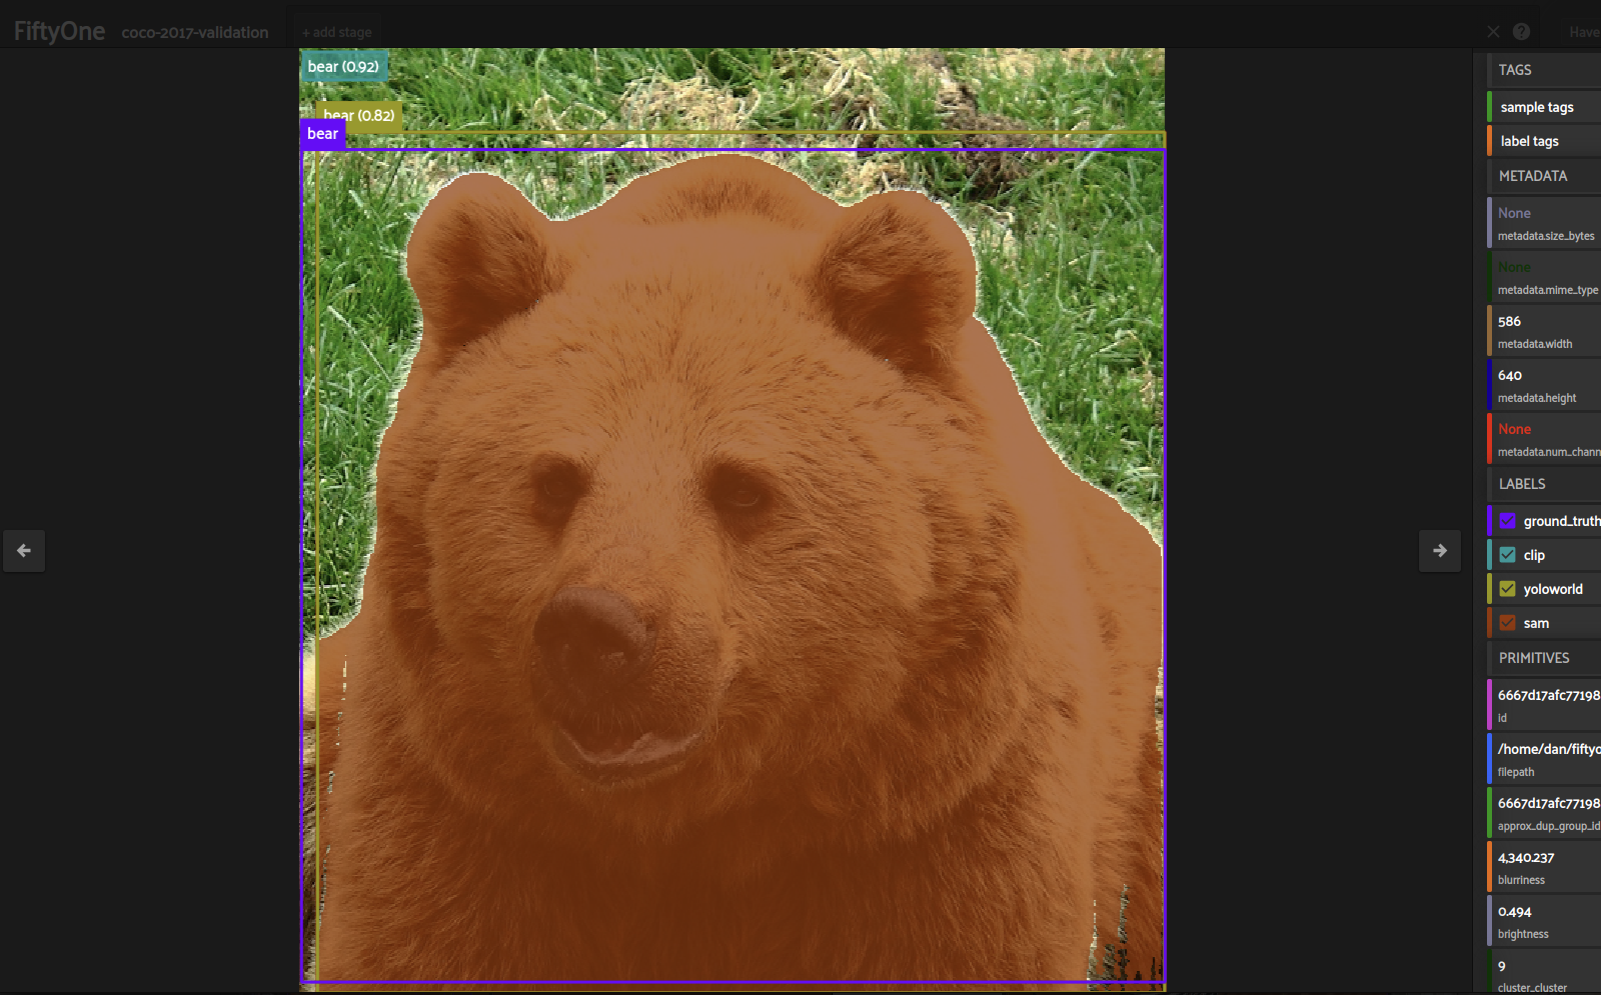 FiftyOne
coco-2017-validation
+ add stage
Have
bear (0.92)
bear (0.82)
bear
TAGS
sample tags
label tags
METADATA
None
metadata.size_bytes
None
metadata.mime_type
586
metadata.width
640
metadata.height
None
metadata.num_chann
LABELS
ground_truth
clip
yoloworld
sam
PRIMITIVES
6667d17afc77198
id
/home/dan/fiftyo
filepath
6667d17afc77198
approx_dup_group_id
4,340.237
blurriness
0.494
brightness
9
cluster_cluster